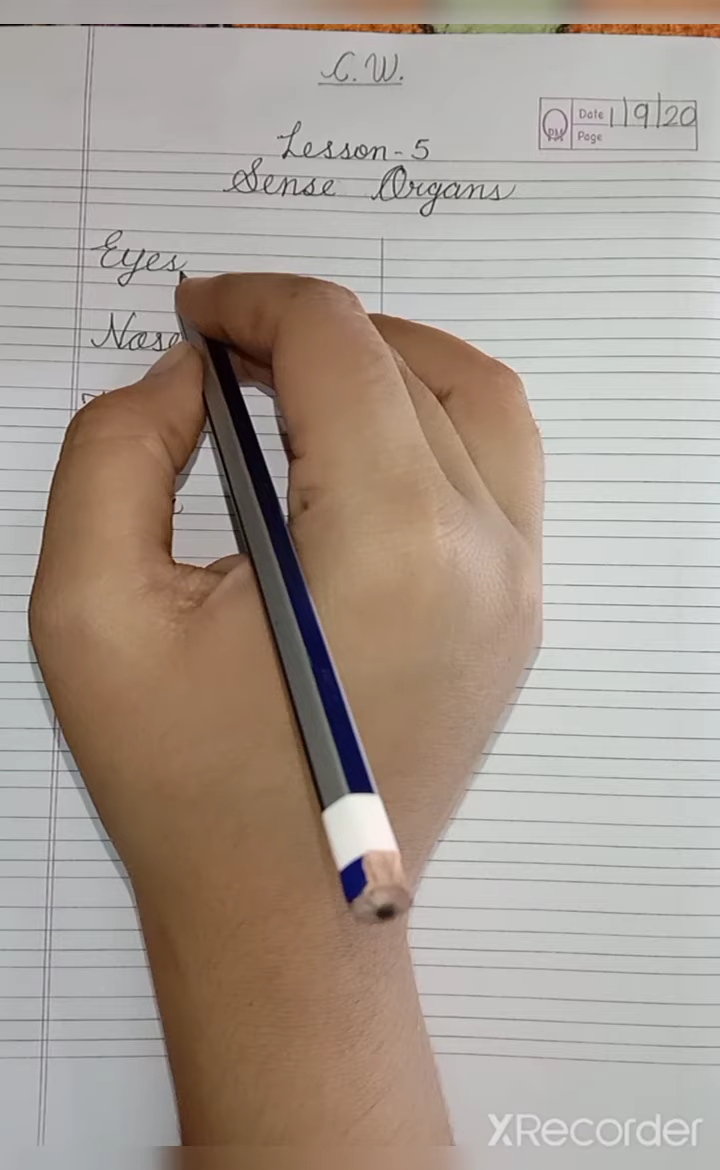 C.W.
Date 1|9|20
Page
Lesson-5
Sense Organs
Eyes
Nose
XRecorder